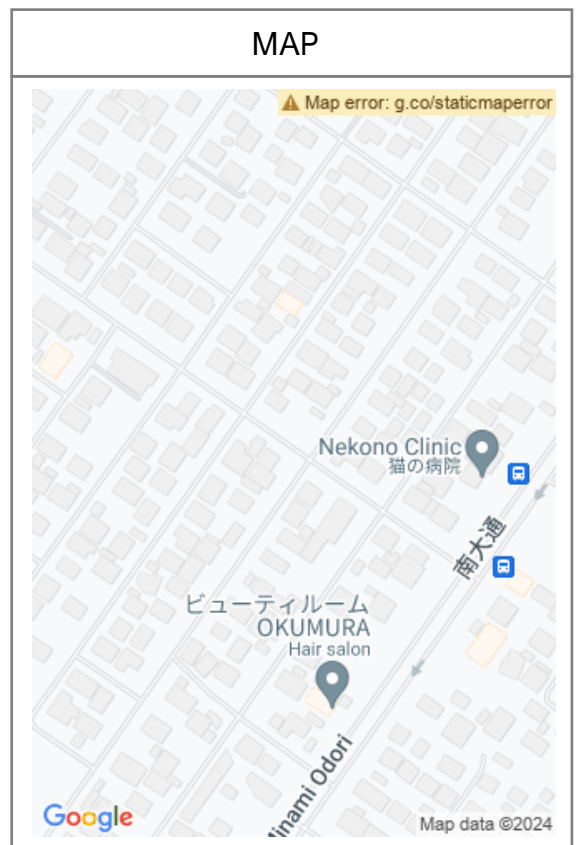 MAP
Map error: g.co/staticmaperror
Nekono Clinic
猫の病院
南大通
ビューティルーム
OKUMURA
Hair salon
Minami Odori
Google
Map data ©2024